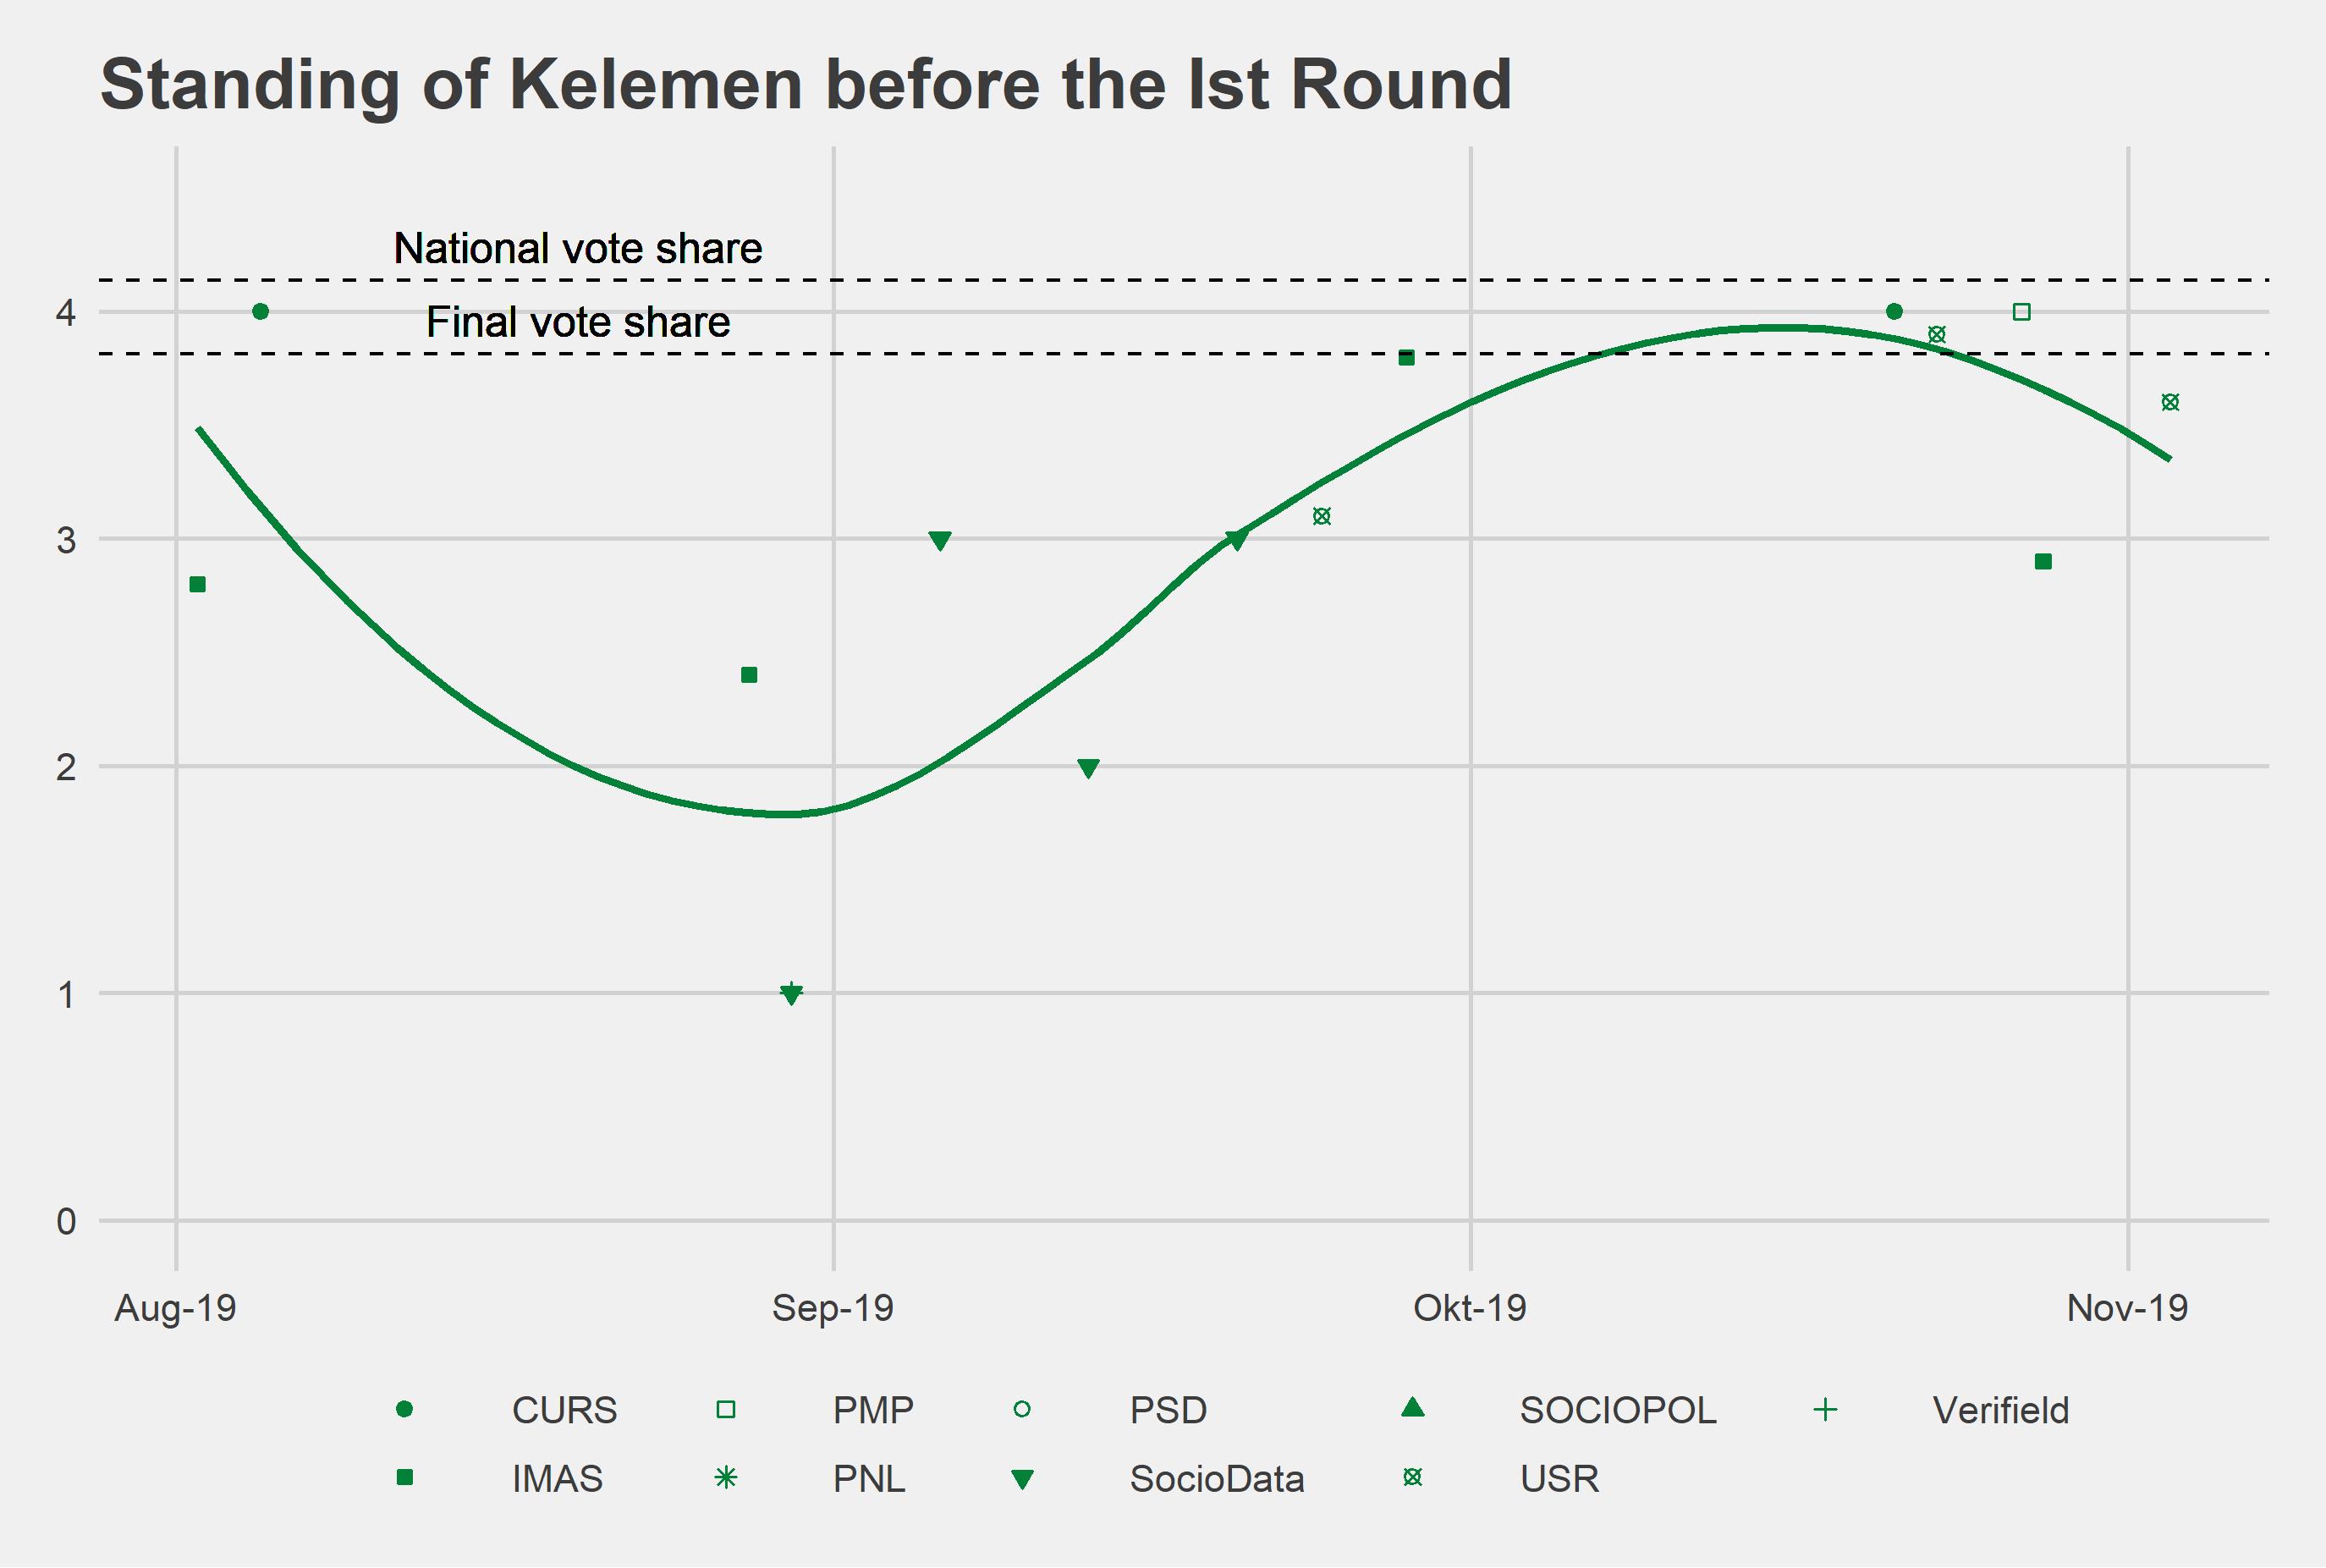 Standing of Kelemen before the Ist Round
National vote share
4
Final vote share
3
2
1
0
Aug-19 Sep-19 Okt-19 Nov-19
CURS PMP PSD SOCIOPOL Verifield
IMAS PNL SocioData USR